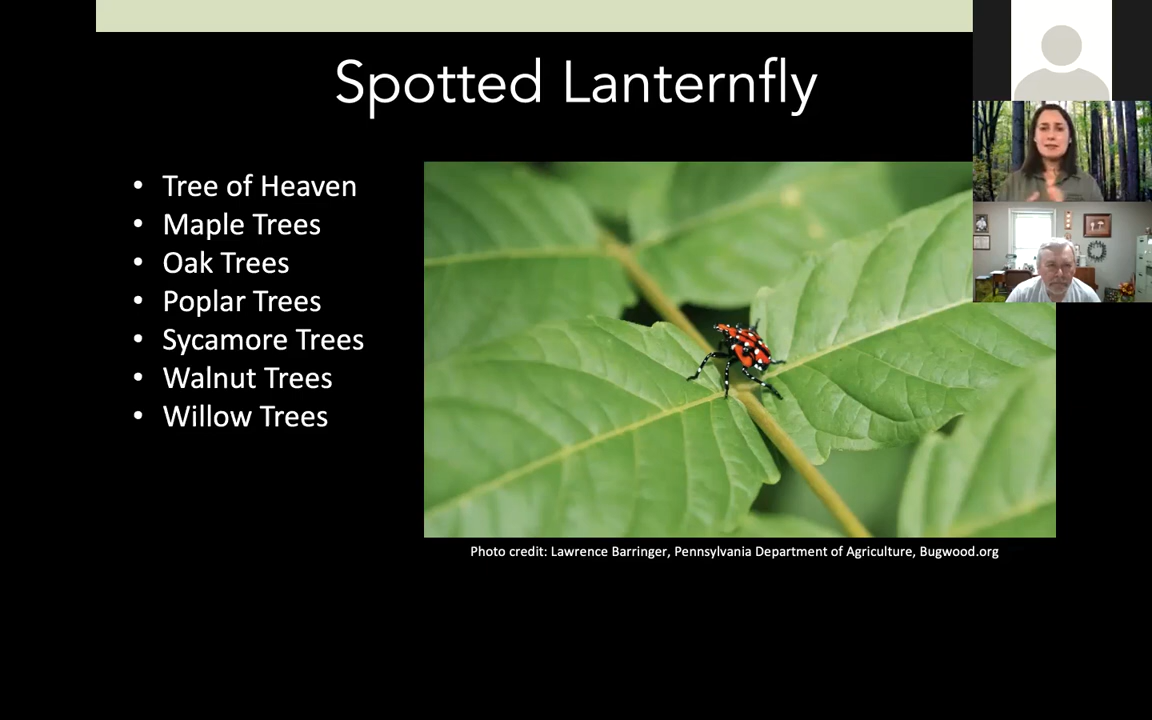 Spotted Lanternfly
• Tree of Heaven
• Maple Trees
• Oak Trees
• Poplar Trees
• Sycamore Trees
• Walnut Trees
• Willow Trees
Photo credit: Lawrence Barringer, Pennsylvania Department of Agriculture, Bugwood.org